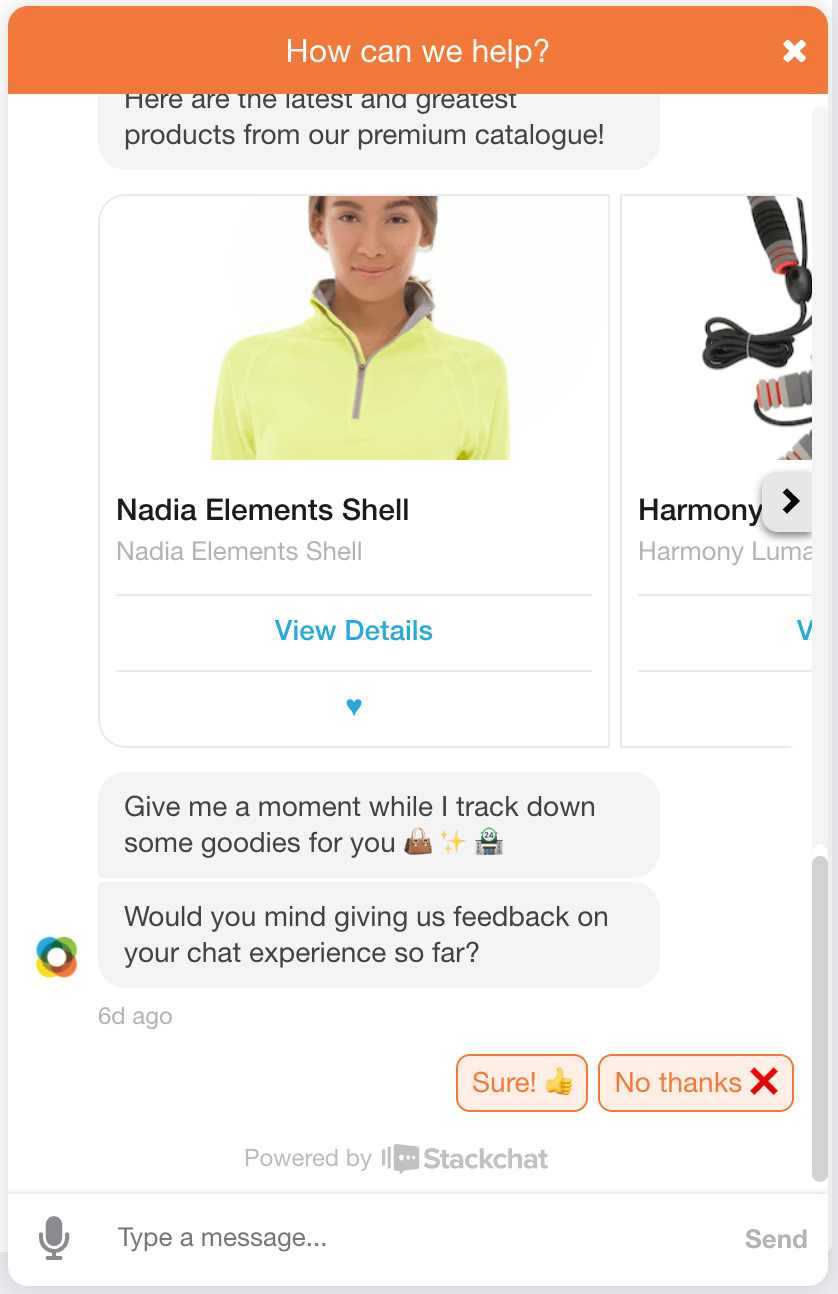 How can we help?
Here are the latest and greatest
products from our premium catalogue!
Nadia Elements Shell
Nadia Elements Shell
View Details
♥
Harmony
Harmony Luma
V
Give me a moment while I track down
some goodies for you 👜 ✨ 🏪
Would you mind giving us feedback on
your chat experience so far?
6d ago
Sure! 👍
No thanks ❌
Powered by Stackchat
Type a message...
Send